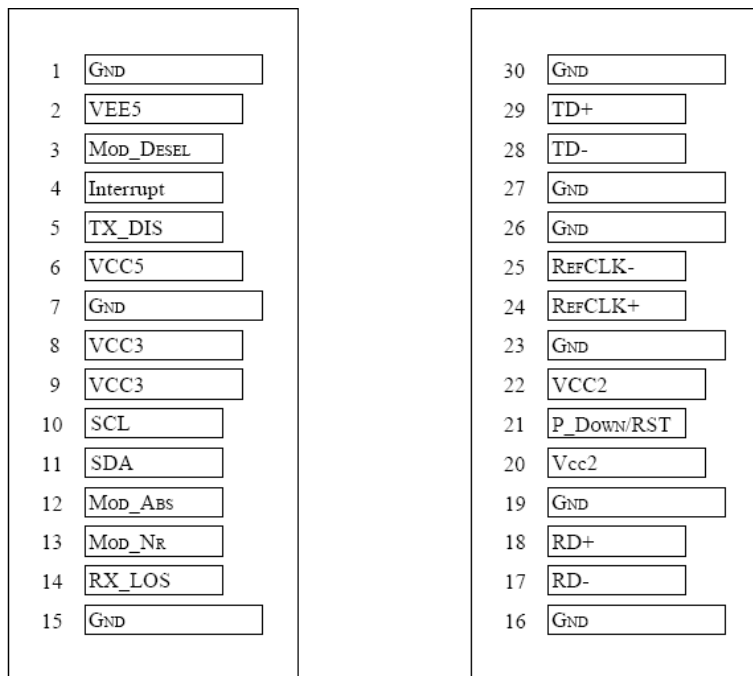 1 GND
2 VEE5
3 MOD_DESEL
4 Interrupt
5 TX_DIS
6 VCC5
7 GND
8 VCC3
9 VCC3
10 SCL
11 SDA
12 MOD_ABS
13 MOD_NR
14 RX_LOS
15 GND
30 GND
29 TD+
28 TD-
27 GND
26 GND
25 REFCLK-
24 REFCLK+
23 GND
22 VCC2
21 P_DOWN/RST
20 Vcc2
19 GND
18 RD+
17 RD-
16 GND